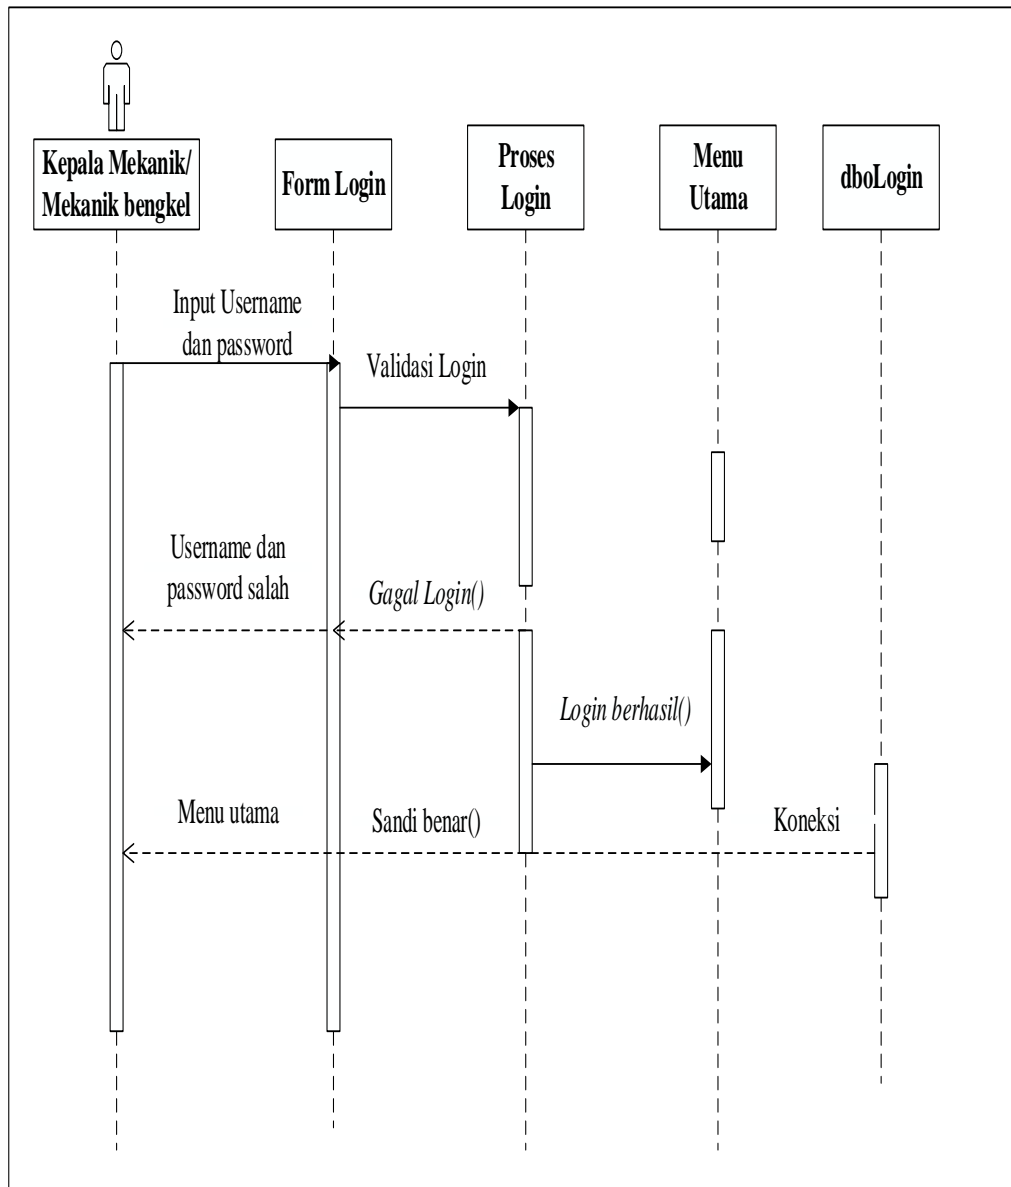 Kepala Mekanik/
Mekanik bengkel
Form Login
Proses
Login
Menu
Utama
dboLogin
Input Username
dan password
Validasi Login
Username dan
password salah
Gagal Login()
Login berhasil()
Menu utama
Sandi benar()
Koneksi